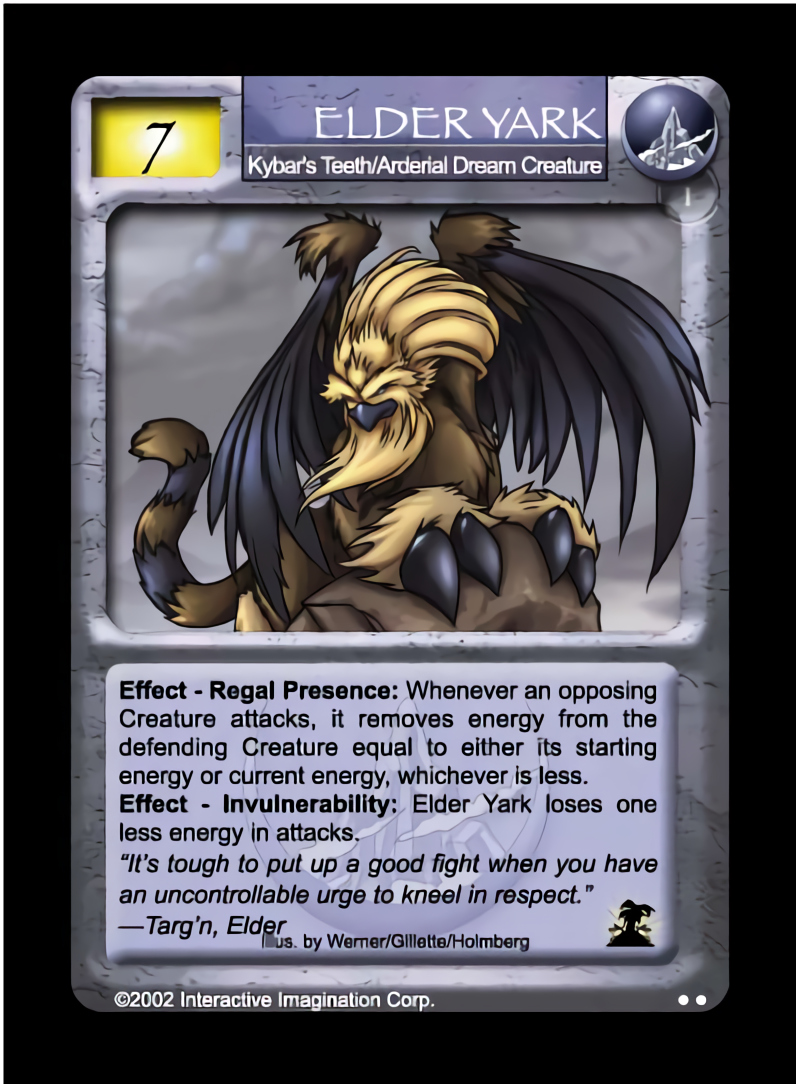 7
ELDER YARK
Kybar's Teeth/Arderial Dream Creature
1
Effect - Regal Presence: Whenever an opposing
Creature attacks, it removes energy from the
defending Creature equal to either its starting
energy or current energy, whichever is less.
Effect - Invulnerability: Elder Yark loses one
less energy in attacks.
“It's tough to put up a good fight when you have
an uncontrollable urge to kneel in respect.”
—Targ'n, Elder
Illus. by Werner/Gillette/Holmberg
©2002 Interactive Imagination Corp.